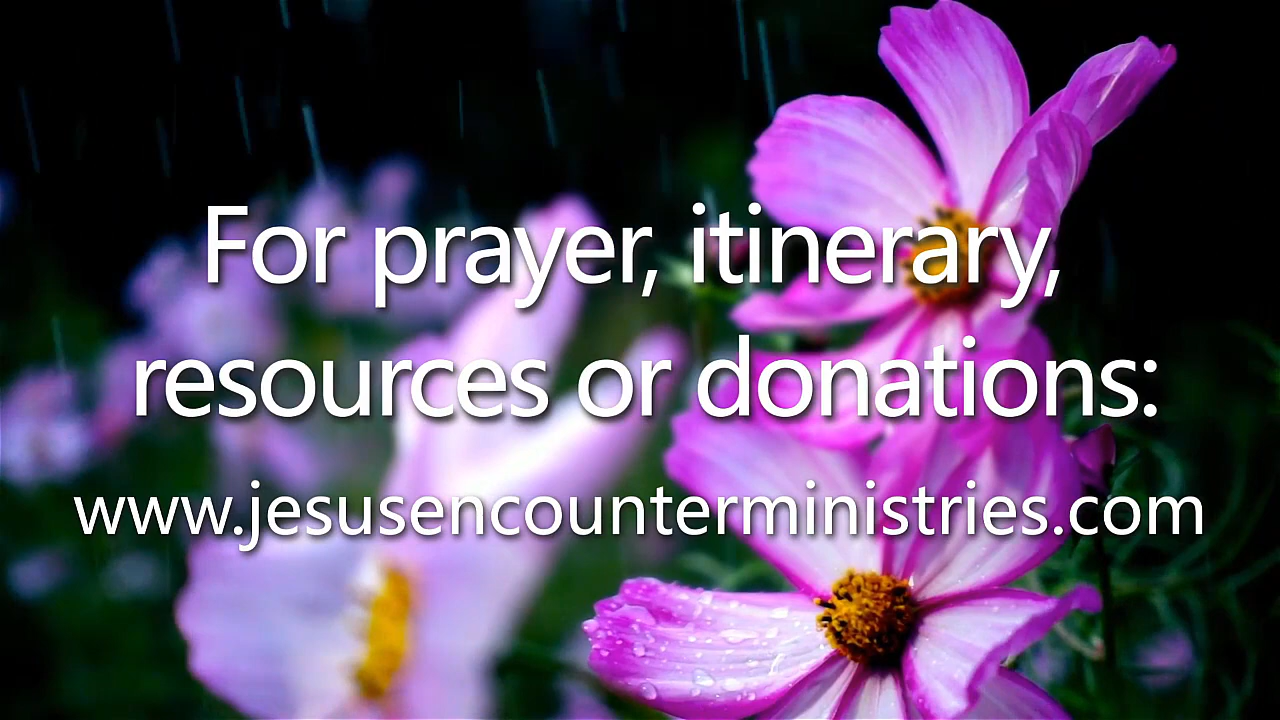 For prayer, itinerary,
resources or donations:
www.jesusencounterministries.com